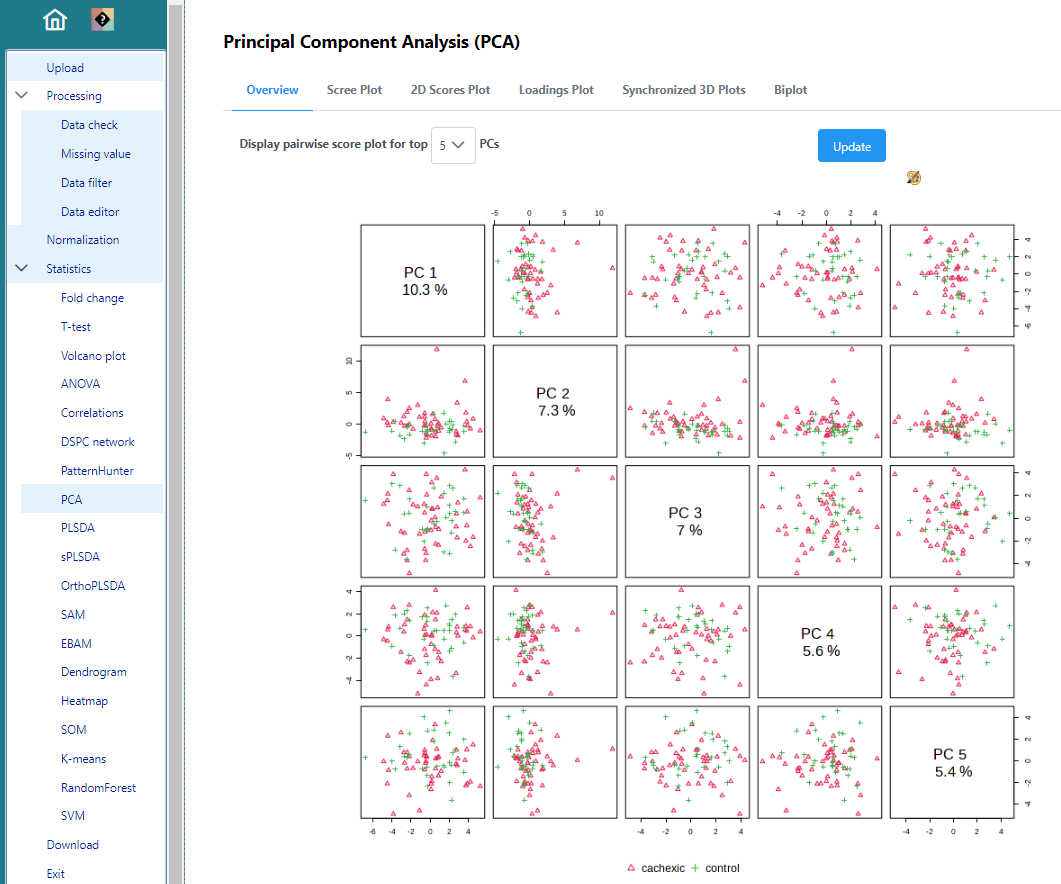 ?
Upload
Processing
Data check
Missing value
Data filter
Data editor
Normalization
Statistics
Fold change
T-test
Volcano plot
ANOVA
Correlations
DSPC network
PatternHunter
PCA
PLSDA
sPLSDA
OrthoPLSDA
SAM
EBAM
Dendrogram
Heatmap
SOM
K-means
RandomForest
SVM
Download
Exit
Principal Component Analysis (PCA)
Overview Scree Plot 2D Scores Plot Loadings Plot Synchronized 3D Plots Biplot
Display pairwise score plot for top 5 PCs
Update
-5 0 5 10
-4 -2 0 2 4
PC 1
10.3 %
4 2 0 -2 -4 -6
10 5 0 -5
PC 2
7.3 %
PC 3
7 %
4 2 0 -2 -4
4 2 0 -2 -4
PC 4
5.6 %
PC 5
5.4 %
4 2 0 -2 -4
-6 -4 -2 0 2 4
-4 -2 0 2 4
-4 -2 0 2 4
cachexic control